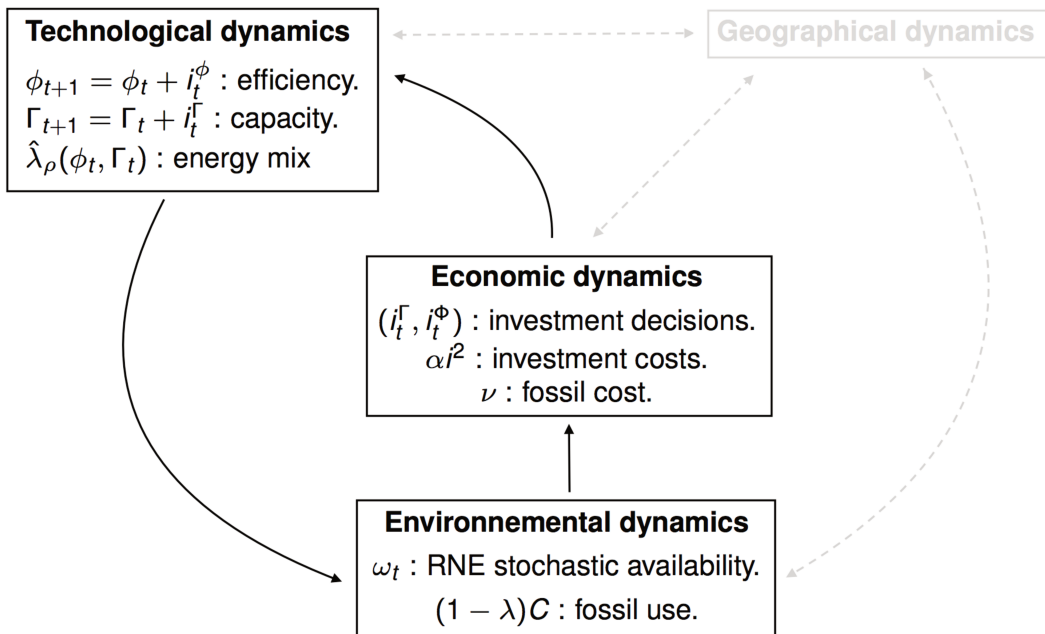 Technological dynamics
ϕ_{t+1} = ϕ_t + i_t^ϕ : efficiency.
Γ_{t+1} = Γ_t + i_t^Γ : capacity.
λ̂_ρ(ϕ_t, Γ_t) : energy mix
Geographical dynamics
Economic dynamics
(i_t^Γ, i_t^Φ) : investment decisions.
αi² : investment costs.
ν : fossil cost.
Environnemental dynamics
ω_t : RNE stochastic availability.
(1 − λ)C : fossil use.